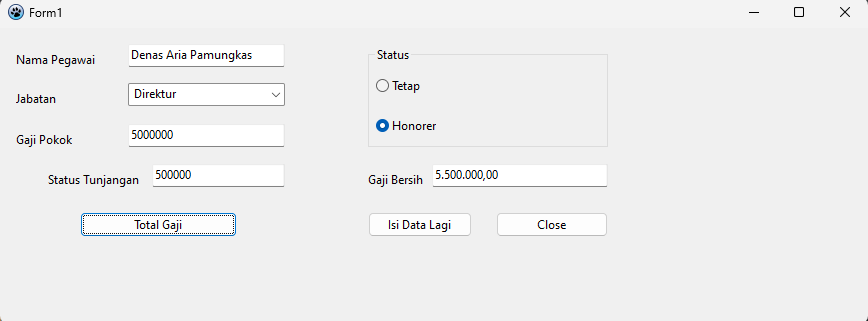 Form1
Nama Pegawai Denas Aria Pamungkas
Jabatan Direktur
Gaji Pokok 5000000
Status Tunjangan 500000
Status
Tetap
Honorer
Gaji Bersih 5.500.000,00
Total Gaji
Isi Data Lagi
Close